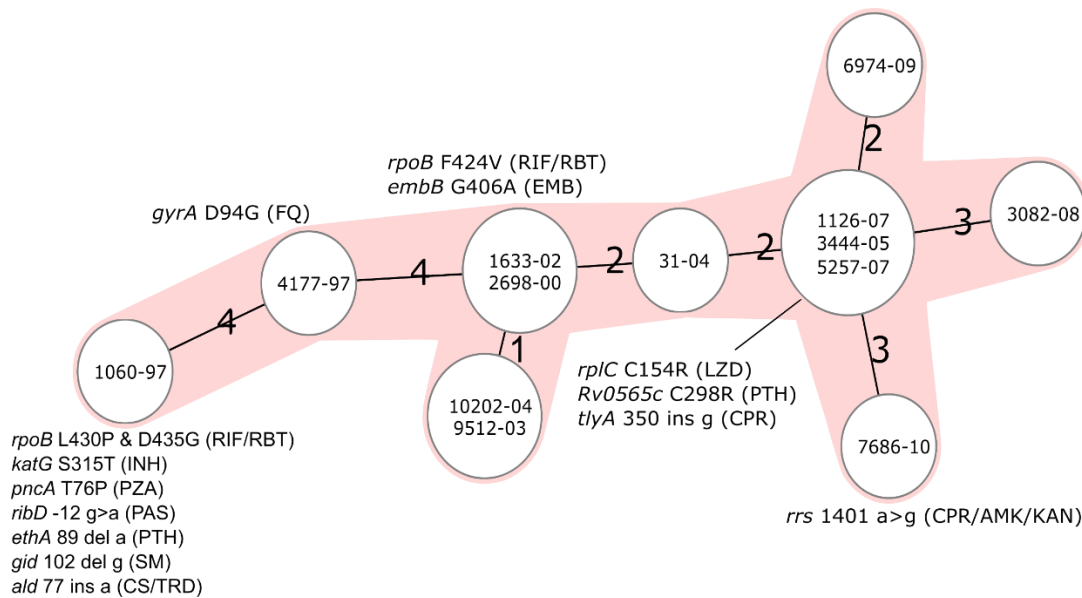 6974-09
2
rpoB F424V (RIF/RBT)
embB G406A (EMB)
gyrA D94G (FQ)
1126-07
3444-05
5257-07
3
3082-08
1633-02
2698-00
2
31-04
2
4177-97
4
4
1060-97
1
10202-04
9512-03
3
7686-10
rplC C154R (LZD)
Rv0565c C298R (PTH)
tlyA 350 ins g (CPR)
rpoB L430P & D435G (RIF/RBT)
katG S315T (INH)
pncA T76P (PZA)
ribD -12 g>a (PAS)
ethA 89 del a (PTH)
gid 102 del g (SM)
ald 77 ins a (CS/TRD)
rrs 1401 a>g (CPR/AMK/KAN)